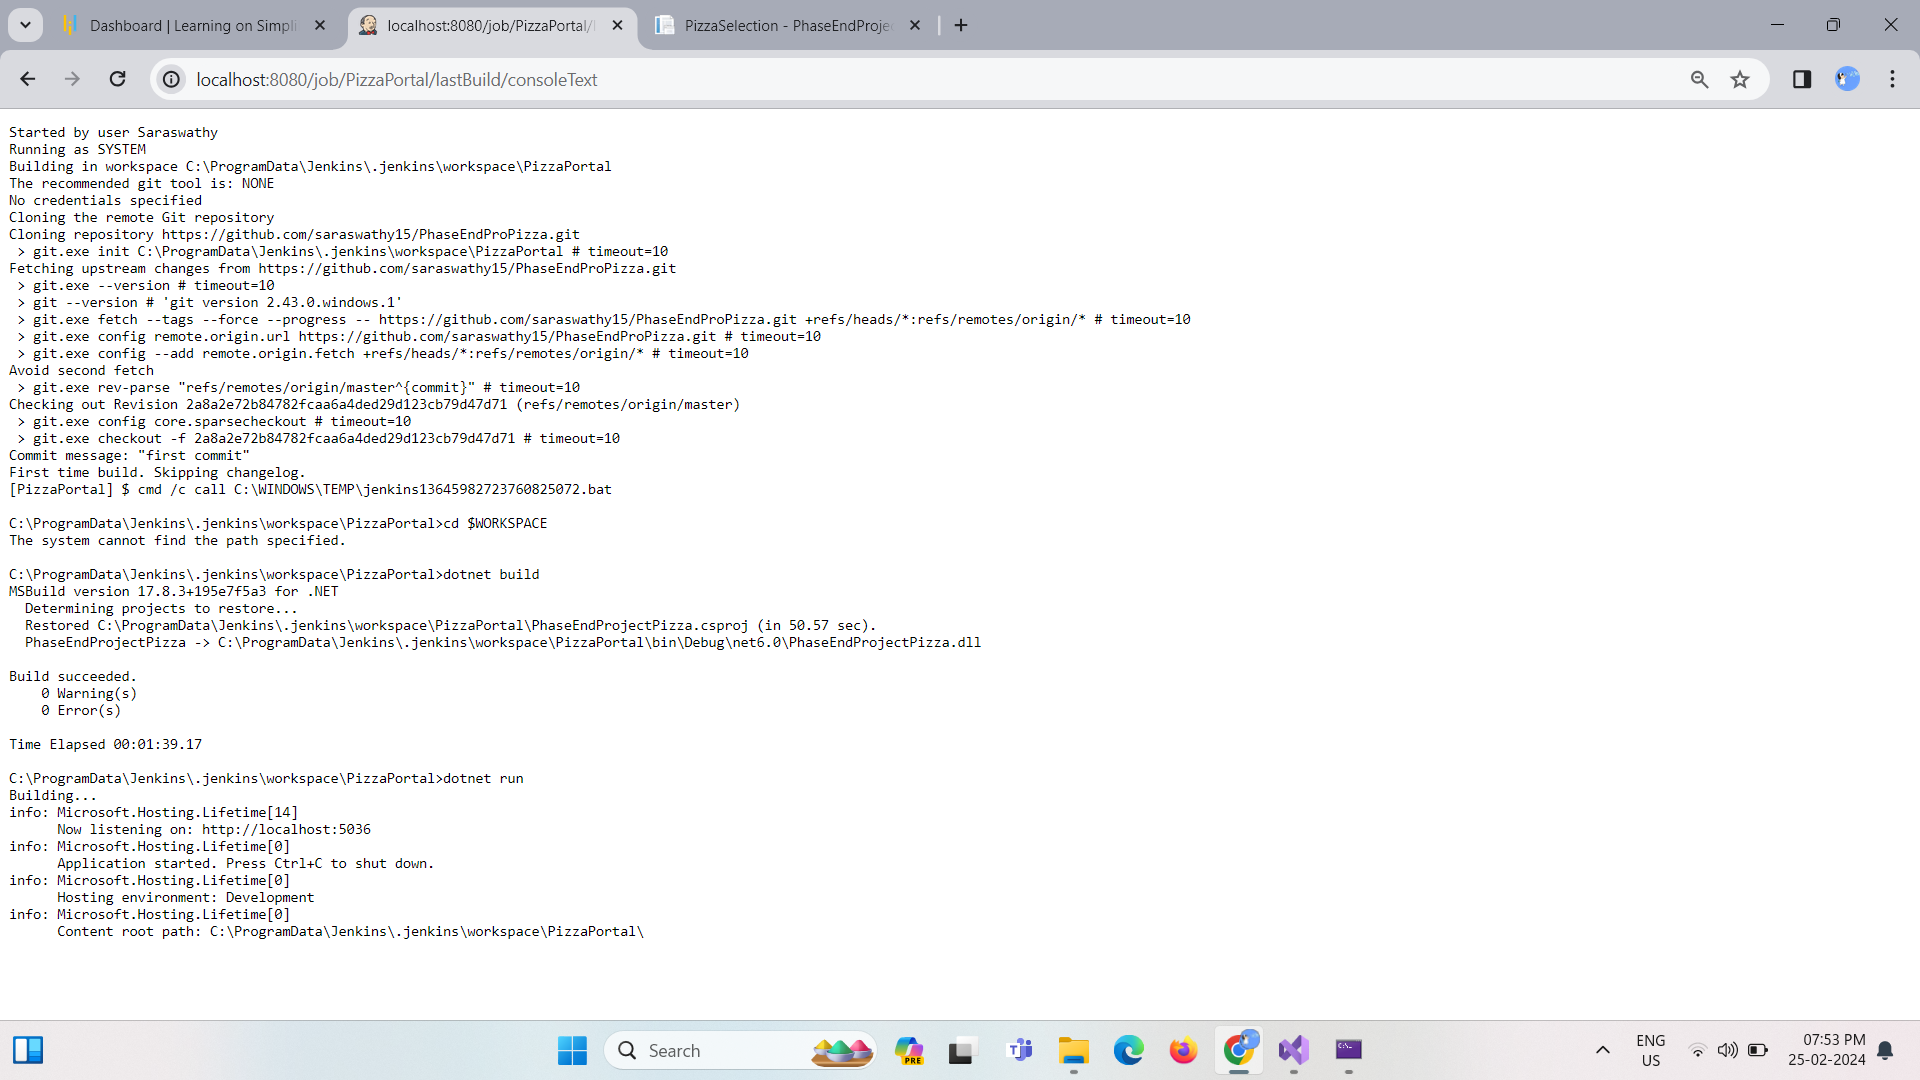 Dashboard | Learning on Simpli
localhost:8080/job/PizzaPortal/
PizzaSelection - PhaseEndProje
localhost:8080/job/PizzaPortal/lastBuild/consoleText
Started by user Saraswathy
Running as SYSTEM
Building in workspace C:\ProgramData\Jenkins\.jenkins\workspace\PizzaPortal
The recommended git tool is: NONE
No credentials specified
Cloning the remote Git repository
Cloning repository https://github.com/saraswathy15/PhaseEndProPizza.git
 > git.exe init C:\ProgramData\Jenkins\.jenkins\workspace\PizzaPortal # timeout=10
Fetching upstream changes from https://github.com/saraswathy15/PhaseEndProPizza.git
 > git.exe --version # timeout=10
 > git --version # 'git version 2.43.0.windows.1'
 > git.exe fetch --tags --force --progress -- https://github.com/saraswathy15/PhaseEndProPizza.git +refs/heads/*:refs/remotes/origin/* # timeout=10
 > git.exe config remote.origin.url https://github.com/saraswathy15/PhaseEndProPizza.git # timeout=10
 > git.exe config --add remote.origin.fetch +refs/heads/*:refs/remotes/origin/* # timeout=10
Avoid second fetch
 > git.exe rev-parse "refs/remotes/origin/master^{commit}" # timeout=10
Checking out Revision 2a8a2e72b84782fcaa6a4ded29d123cb79d47d71 (refs/remotes/origin/master)
 > git.exe config core.sparsecheckout # timeout=10
 > git.exe checkout -f 2a8a2e72b84782fcaa6a4ded29d123cb79d47d71 # timeout=10
Commit message: "first commit"
First time build. Skipping changelog.
[PizzaPortal] $ cmd /c call C:\WINDOWS\TEMP\jenkins13645982723760825072.bat
C:\ProgramData\Jenkins\.jenkins\workspace\PizzaPortal>cd $WORKSPACE
The system cannot find the path specified.
C:\ProgramData\Jenkins\.jenkins\workspace\PizzaPortal>dotnet build
MSBuild version 17.8.3+195e7f5a3 for .NET
  Determining projects to restore...
  Restored C:\ProgramData\Jenkins\.jenkins\workspace\PizzaPortal\PhaseEndProjectPizza.csproj (in 50.57 sec).
  PhaseEndProjectPizza -> C:\ProgramData\Jenkins\.jenkins\workspace\PizzaPortal\bin\Debug\net6.0\PhaseEndProjectPizza.dll
Build succeeded.
    0 Warning(s)
    0 Error(s)
Time Elapsed 00:01:39.17
C:\ProgramData\Jenkins\.jenkins\workspace\PizzaPortal>dotnet run
Building...
info: Microsoft.Hosting.Lifetime[14]
      Now listening on: http://localhost:5036
info: Microsoft.Hosting.Lifetime[0]
      Application started. Press Ctrl+C to shut down.
info: Microsoft.Hosting.Lifetime[0]
      Hosting environment: Development
info: Microsoft.Hosting.Lifetime[0]
      Content root path: C:\ProgramData\Jenkins\.jenkins\workspace\PizzaPortal\
Search
PRE
ENG
US
07:53 PM
25-02-2024